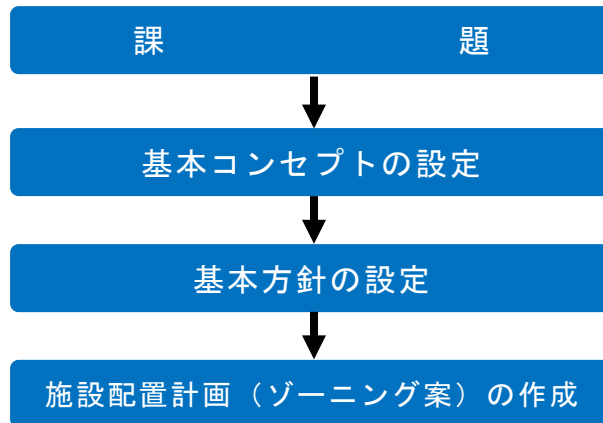 課 題
基本コンセプトの設定
基本方針の設定
施設配置計画（ゾーニング案）の作成